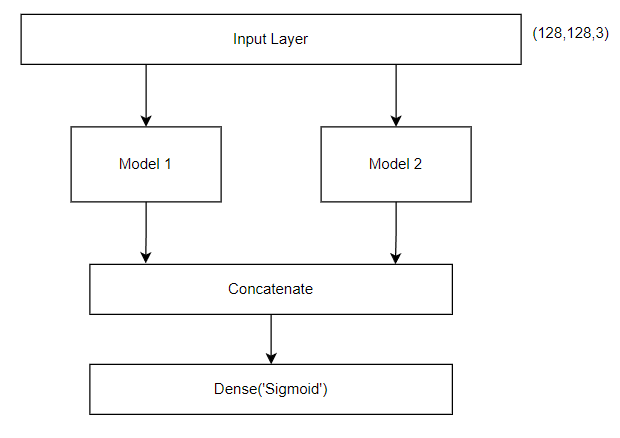 Input Layer
(128,128,3)
Model 1
Model 2
Concatenate
Dense('Sigmoid')